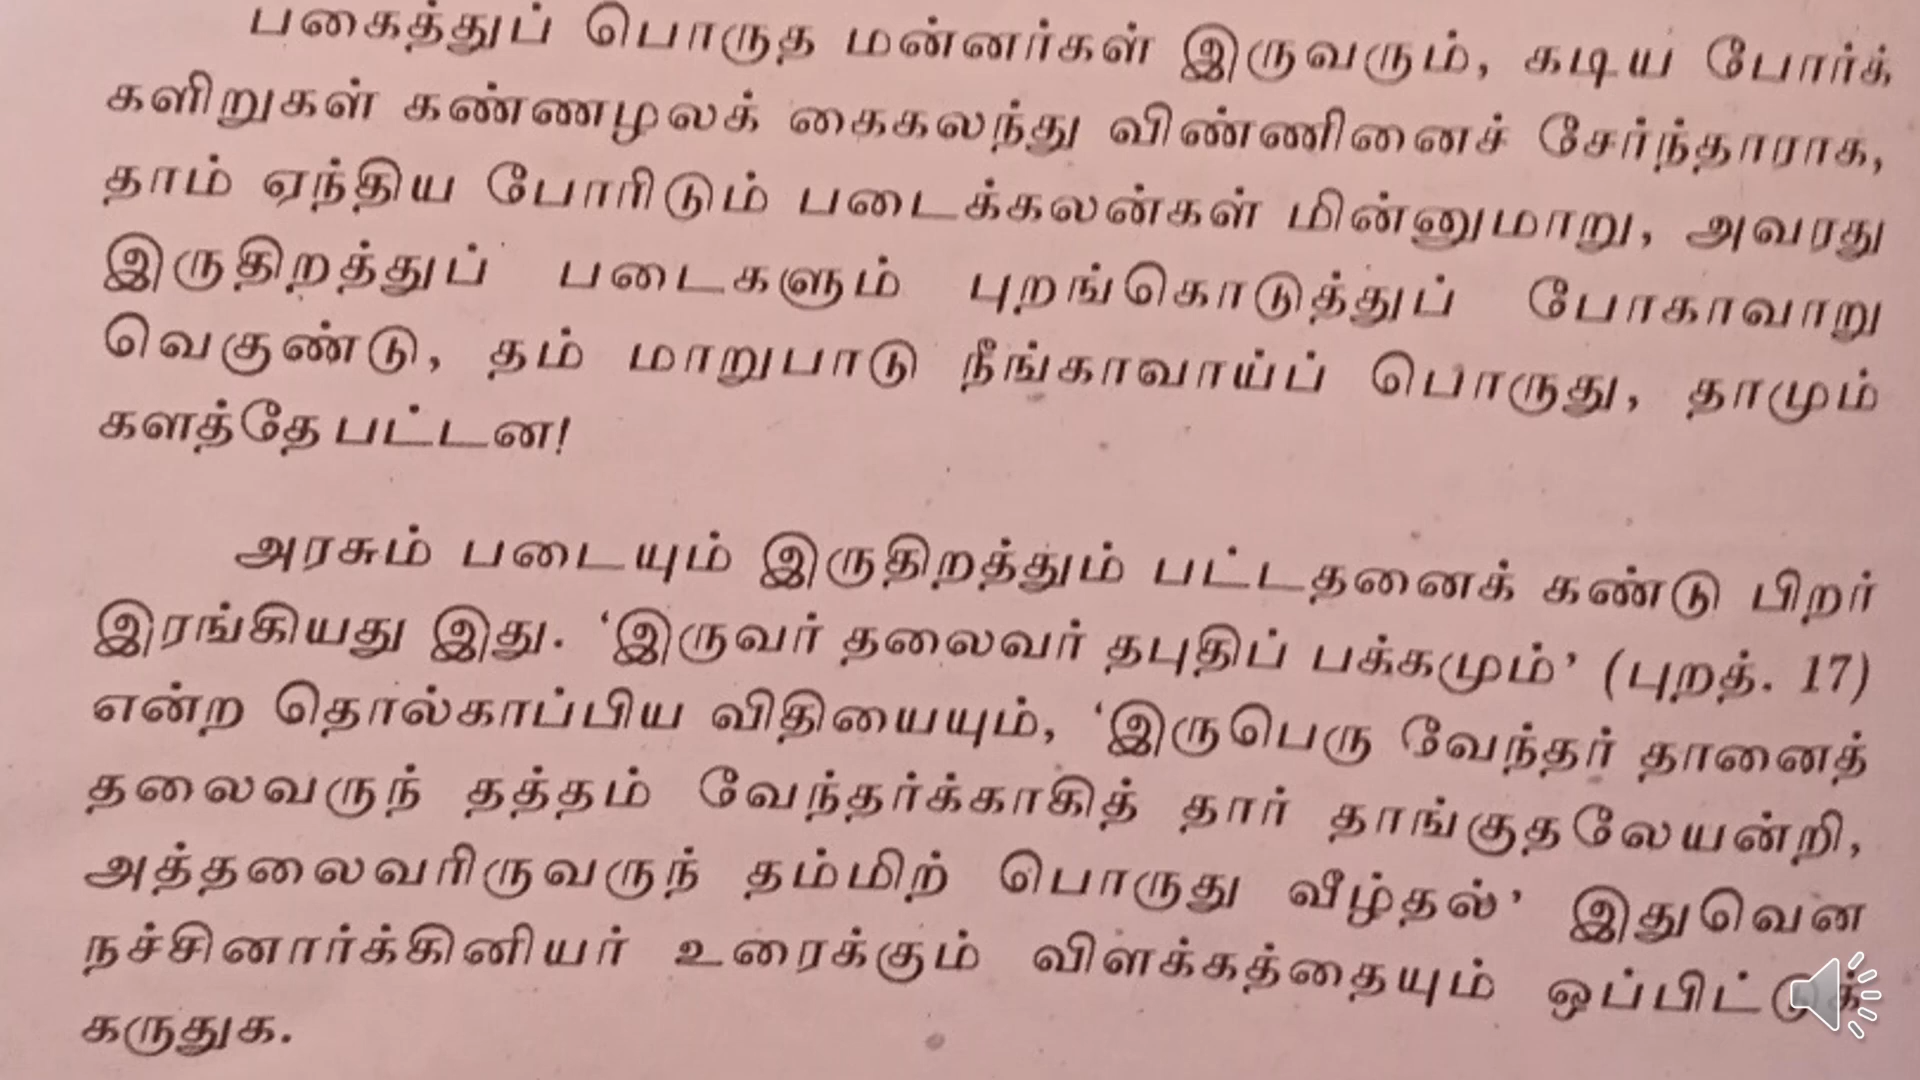 பகைத்துப் பொருத மன்னர்கள் இருவரும், கடிய போர்க்
களிறுகள் கண்ணழலக் கைகலந்து விண்ணினைச் சேர்ந்தாராக,
தாம் ஏந்திய போரிடும் படைக்கலன்கள் மின்னுமாறு, அவரது
இருதிறத்துப் படைகளும் புறங்கொடுத்துப் போகாவாறு
வெகுண்டு, தம் மாறுபாடு நீங்காவாய்ப் பொருது, தாமும்
களத்தே பட்டன!
அரசும் படையும் இருதிறத்தும் பட்டதனைக் கண்டு பிறர்
இரங்கியது இது. ‘இருவர் தலைவர் தபுதிப் பக்கமும்’ (புறத். 17)
என்ற தொல்காப்பிய விதியையும், ‘இருபெரு வேந்தர் தானைத்
தலைவருந் தத்தம் வேந்தர்க்காகித் தார் தாங்குதலேயன்றி,
அத்தலைவரிருவருந் தம்மிற் பொருது வீழ்தல்’ இதுவென
நச்சினார்க்கினியர் உரைக்கும் விளக்கத்தையும் ஒப்பிட்டுக்
கருதுக.